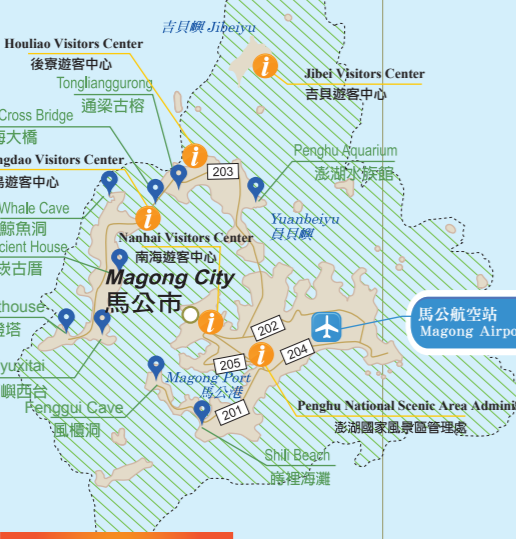 吉貝嶼 Jibeiyu
Houliao Visitors Center
後寮遊客中心
Jibei Visitors Center
吉貝遊客中心
Tonglianggurong
通梁古榕
Cross Bridge
海大橋
Visitors Center
島遊客中心
203
Penghu Aquarium
澎湖水族館
Whale Cave
鯨魚洞
Yuanbeiyu
員貝嶼
Nanhai Visitors Center
南海遊客中心
cient House
古厝
Magong City
馬公市
馬公航空站
Magong Airpo
thouse
燈塔
202
204
205
yuxitai
嶼西台
Magong Port
馬公港
Fenggui Cave
風櫃洞
201
Penghu National Scenic Area Admini
澎湖國家風景區管理處
Shili Beach
嵵裡海灘